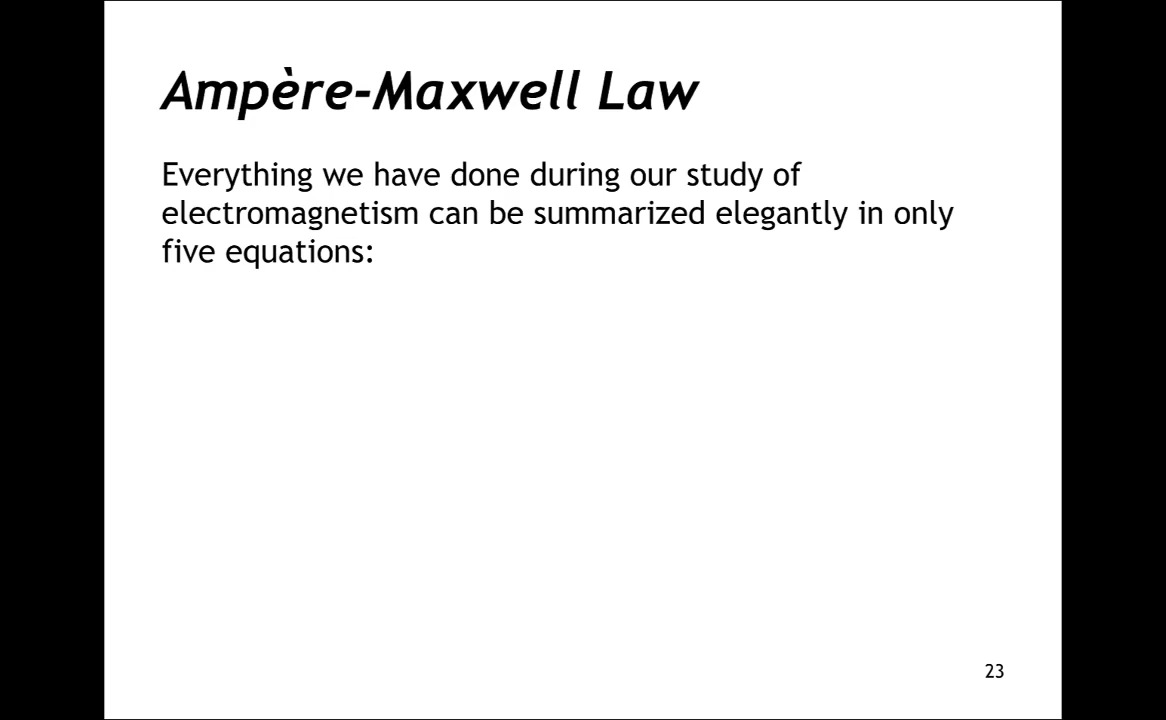 Ampère-Maxwell Law
Everything we have done during our study of
electromagnetism can be summarized elegantly in only
five equations:
23